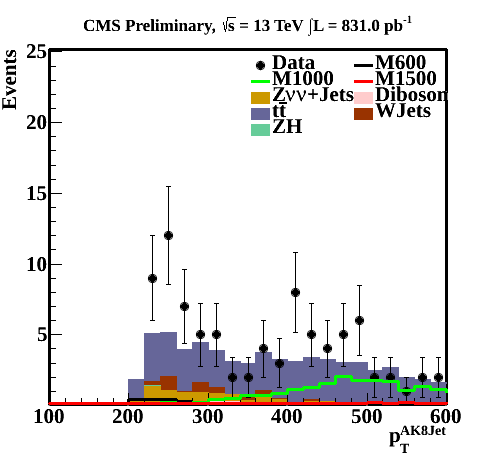 CMS Preliminary, √s = 13 TeV ∫L = 831.0 pb⁻¹
Events
25
20
15
10
5
Data M600
M1000 M1500
Zνν+Jets Diboson
tt̄ WJets
ZH
100 200 300 400 500 600
p_T^AK8Jet